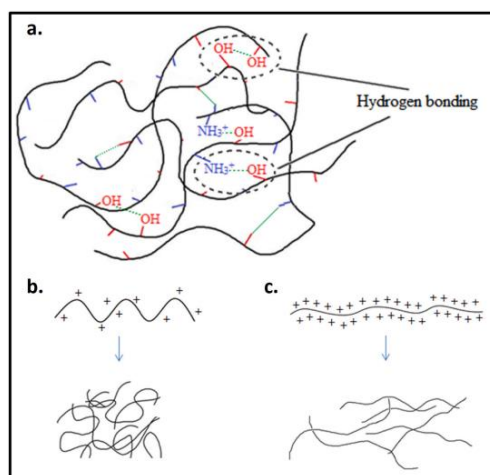 a.
OH
OH
Hydrogen bonding
NH3+
OH
NH3+
OH
OH
OH
b.
c.
+ + + + + + + +
+ + + + + + + + + + + + + + + +
+ + + + + + + + + + + + + + +